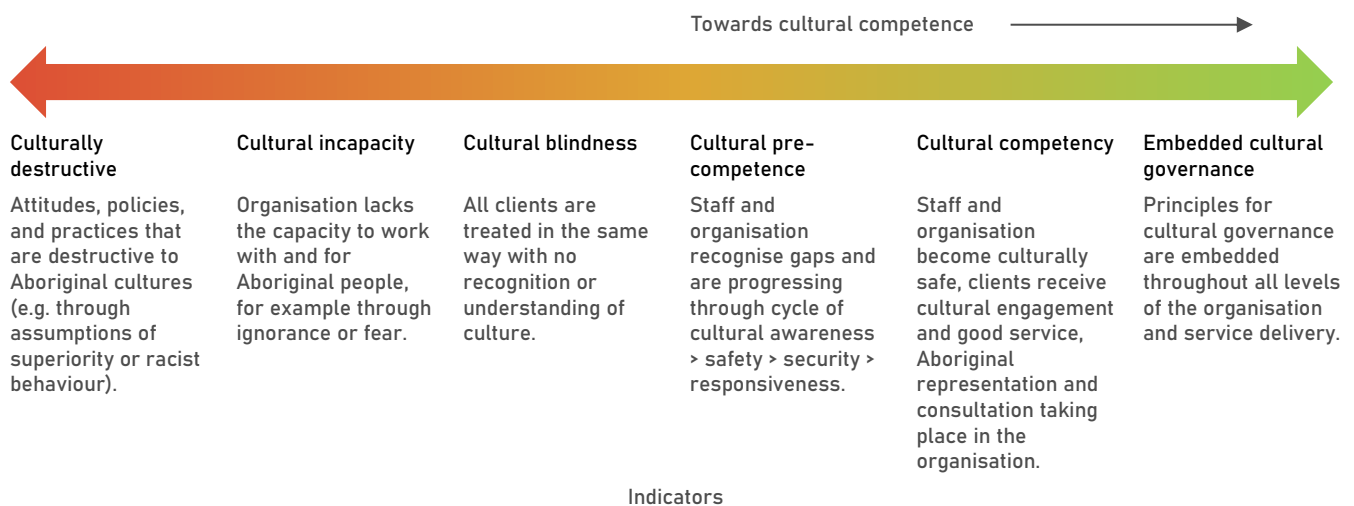 Towards cultural competence
Culturally
destructive
Attitudes, policies,
and practices that
are destructive to
Aboriginal cultures
(e.g. through
assumptions of
superiority or racist
behaviour).
Cultural incapacity
Organisation lacks
the capacity to work
with and for
Aboriginal people,
for example through
ignorance or fear.
Cultural blindness
All clients are
treated in the same
way with no
recognition or
understanding of
culture.
Cultural pre-
competence
Staff and
organisation
recognise gaps and
are progressing
through cycle of
cultural awareness
> safety > security >
responsiveness.
Cultural competency
Staff and
organisation
become culturally
safe, clients receive
cultural engagement
and good service,
Aboriginal
representation and
consultation taking
place in the
organisation.
Embedded cultural
governance
Principles for
cultural governance
are embedded
throughout all levels
of the organisation
and service delivery.
Indicators